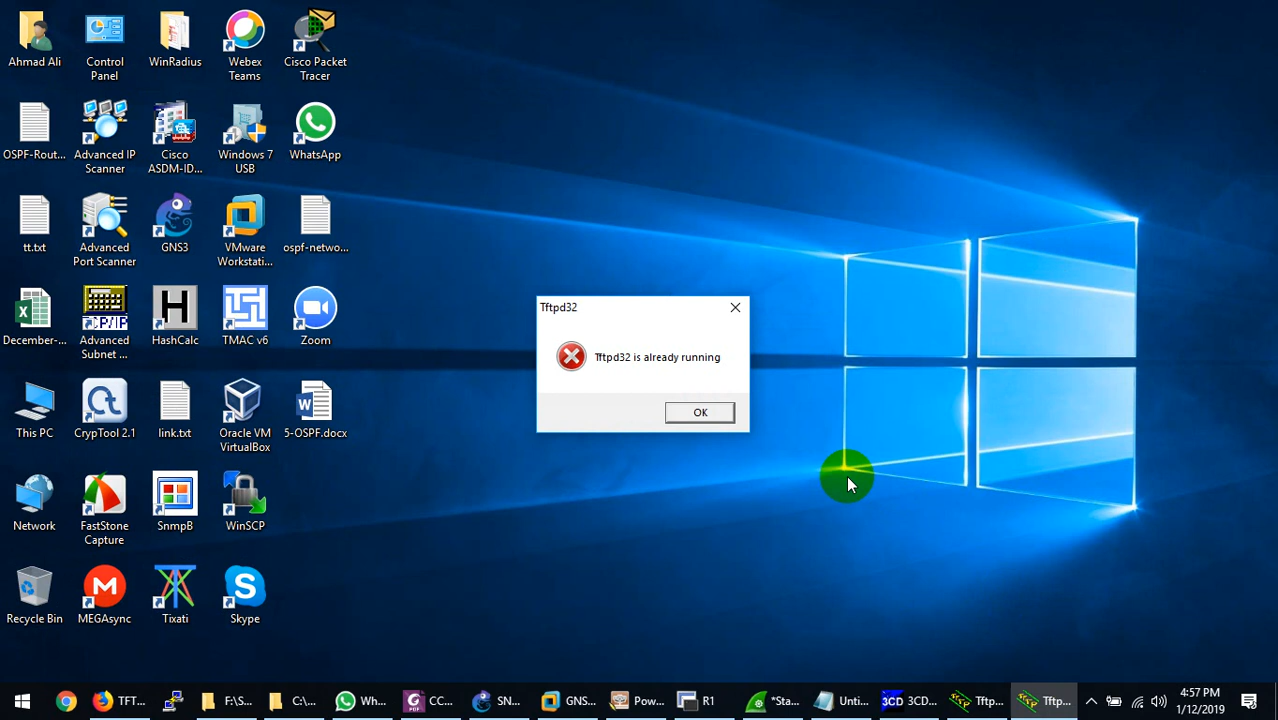 Ahmad Ali
Control
Panel
WinRadius
Webex
Teams
Cisco Packet
Tracer
OSPF-Rout...
Advanced IP
Scanner
Cisco
ASDM-ID...
Windows 7
USB
WhatsApp
tt.txt
Advanced
Port Scanner
GNS3
VMware
Workstati...
ospf-netwo...
December-...
TCP/IP
Advanced
Subnet ...
H
HashCalc
TMAC v6
Zoom
This PC
CrypTool 2.1
link.txt
Oracle VM
VirtualBox
5-OSPF.docx
Network
FastStone
Capture
SnmpB
WinSCP
Recycle Bin
MEGAsync
Tixati
Skype
Tftpd32
Tftpd32 is already running
OK
TFT...
F:\S...
C:\...
Wh...
CC...
SN...
GNS...
Pow...
R1
*Sta...
Unti...
3CD
3CD...
Tftp...
Tftp...
4:57 PM
1/12/2019